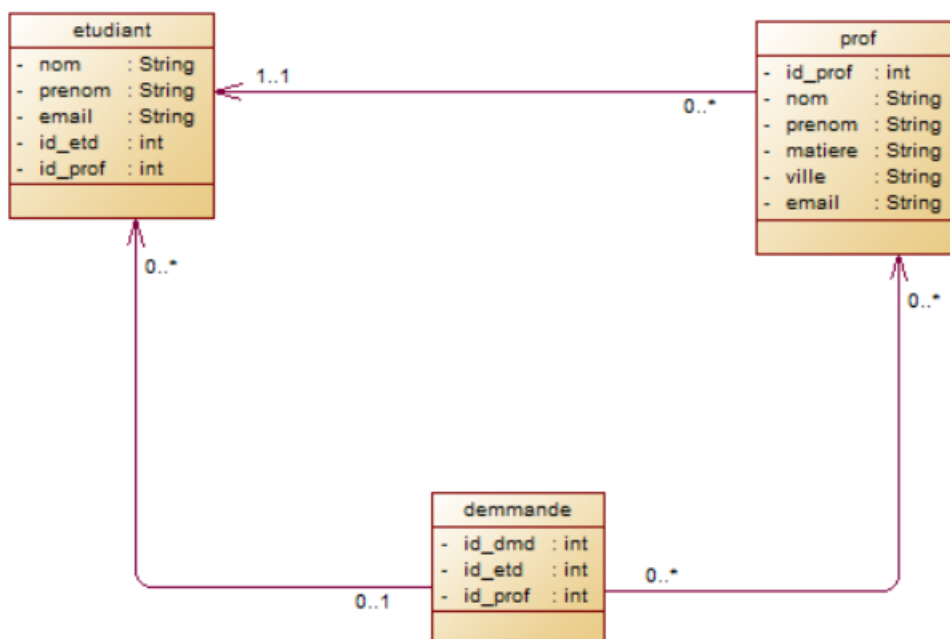 etudiant
- nom : String
- prenom : String
- email : String
- id_etd : int
- id_prof : int
1..1
0..*
prof
- id_prof : int
- nom : String
- prenom : String
- matiere : String
- ville : String
- email : String
0..*
0..*
demmande
- id_dmd : int
- id_etd : int
- id_prof : int
0..1
0..*